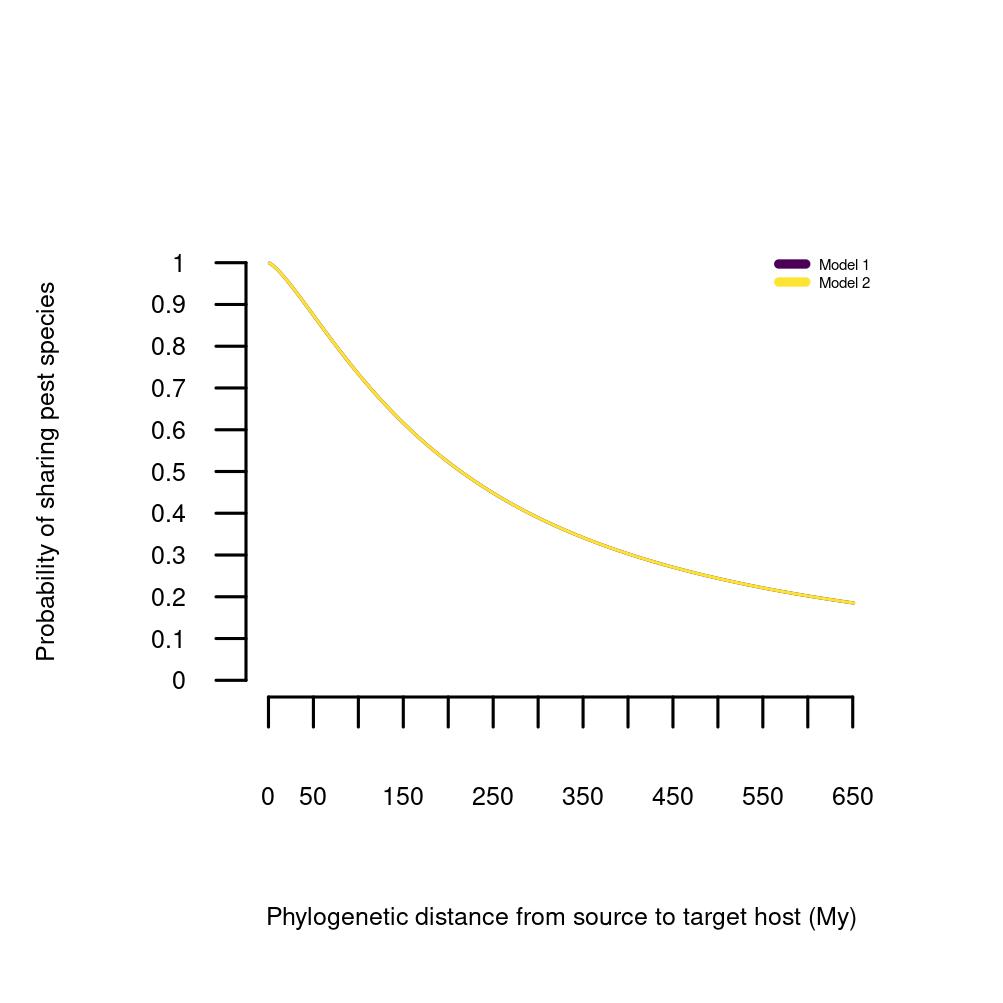 1
0.9
0.8
0.7
0.6
0.5
0.4
0.3
0.2
0.1
0
Probability of sharing pest species
Model 1
Model 2
0 50 150 250 350 450 550 650
Phylogenetic distance from source to target host (My)